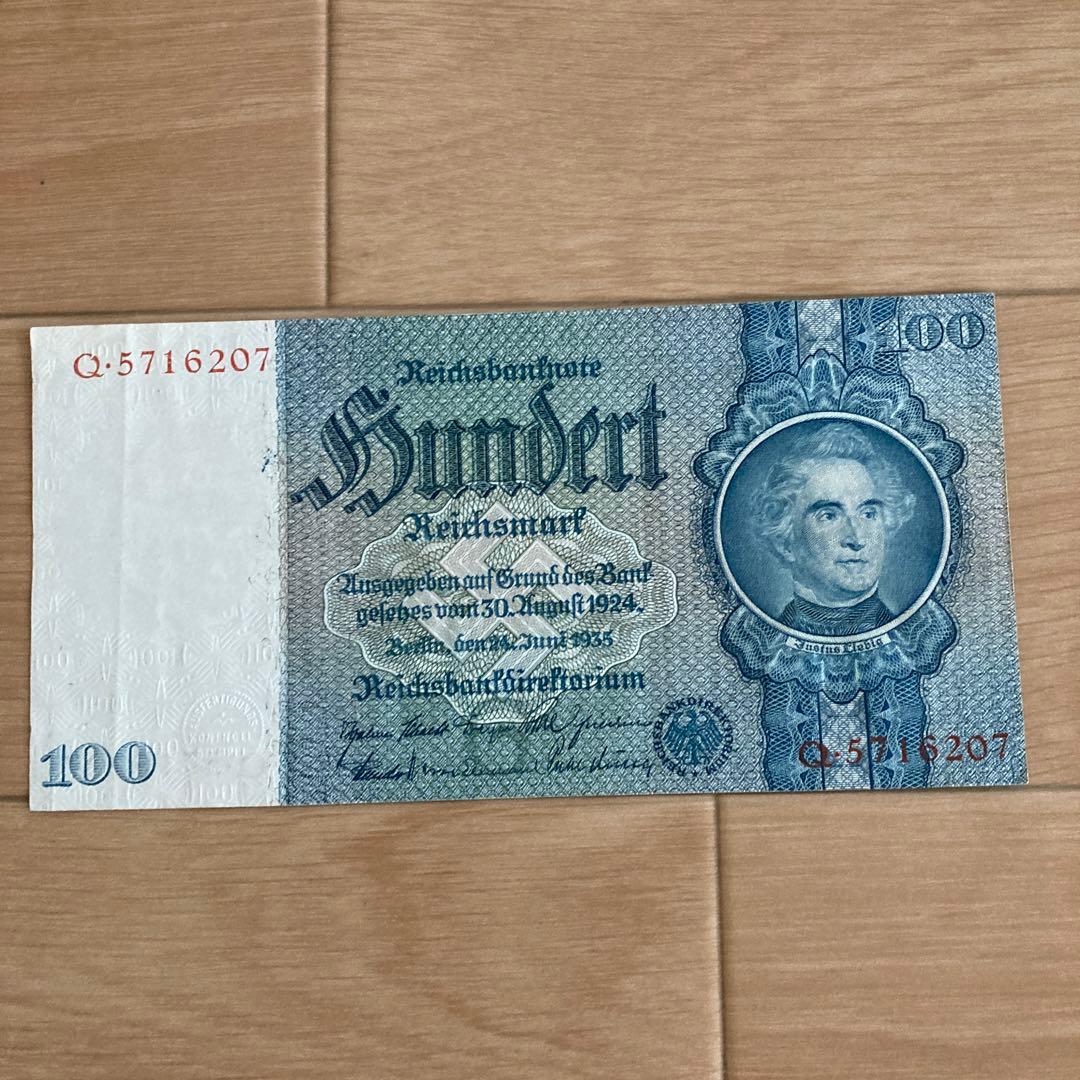 Q·5716207
100
Reichsbanknote
Hundert
Reichsmark
Ausgegeben auf Grund des Bank-
gesetzes vom 30. August 1924.
Berlin, den 24. Juni 1935
Reichsbankdirektorium
REICHSBANKDIREKTORIUM
Justus Liebig
Q·5716207
100